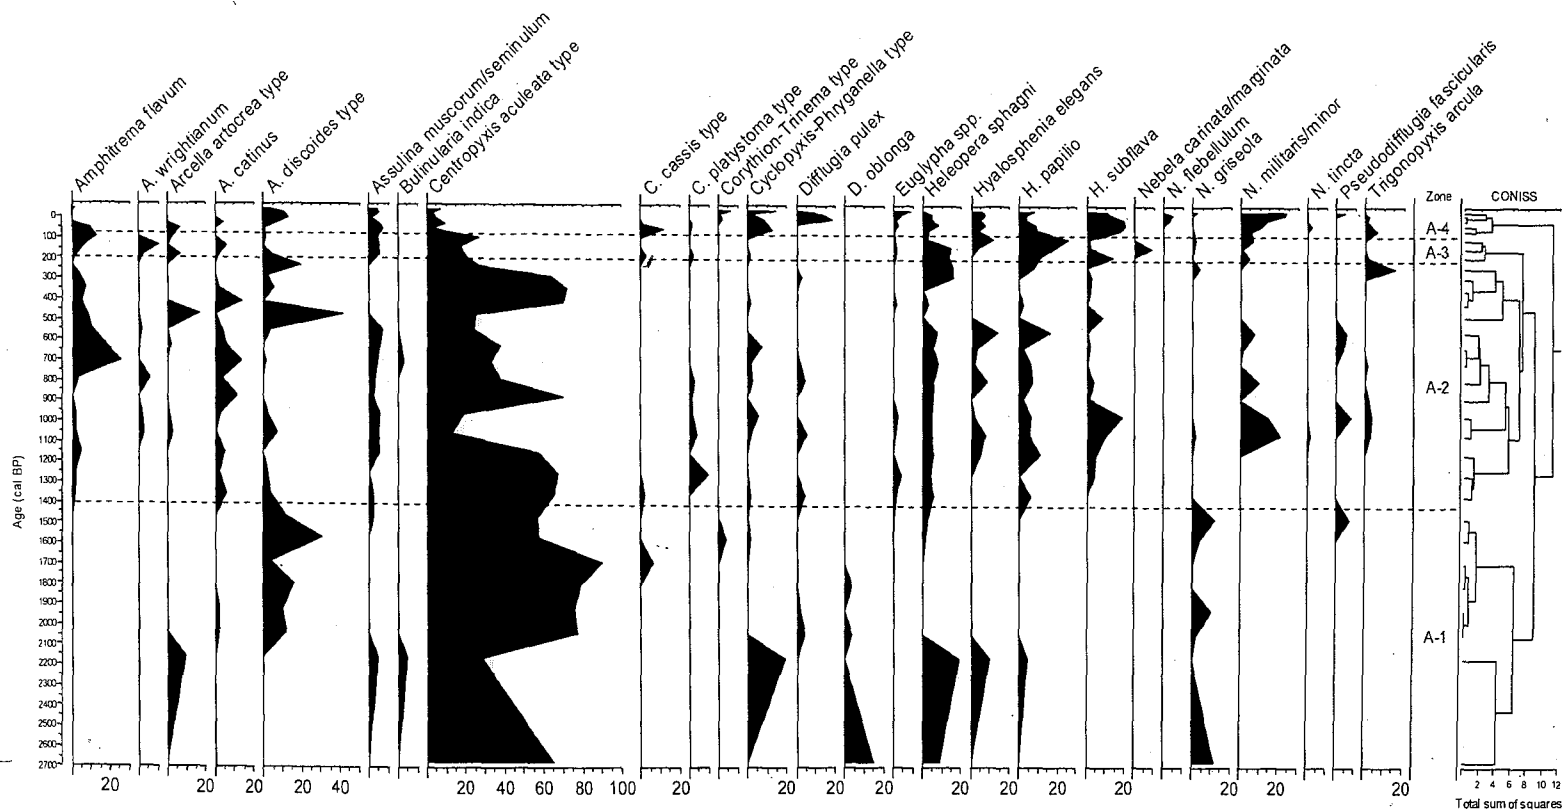 Amphitrema flavum
A. wrightianum
Arcella artocrea type
A. catinus
A. discoides type
Assulina muscorum/seminulum
Bulinularia indica
Centropyxis aculeata type
C. cassis type
C. platystoma type
Corythion-Trinema type
Cyclopyxis-Phryganella type
Difflugia pulex
D. oblonga
Euglypha spp.
Heleopera sphagni
Hyalosphenia elegans
H. papilio
H. subflava
Nebela carinata/marginata
N. flebellulum
N. griseola
N. militaris/minor
N. tincta
Pseudodifflugia fascicularis
Trigonopyxis arcula
Zone
CONISS
Age (cal BP)
0
100
200
300
400
500
600
700
800
900
1000
1100
1200
1300
1400
1500
1600
1700
1800
1900
2000
2100
2200
2300
2400
2500
2600
2700
A-4
A-3
A-2
A-1
20 20 20 20 40 20 40 60 80 100 20 20 20 20 20 20 20 20 20 20
2 4 6 8 10 12
Total sum of squares